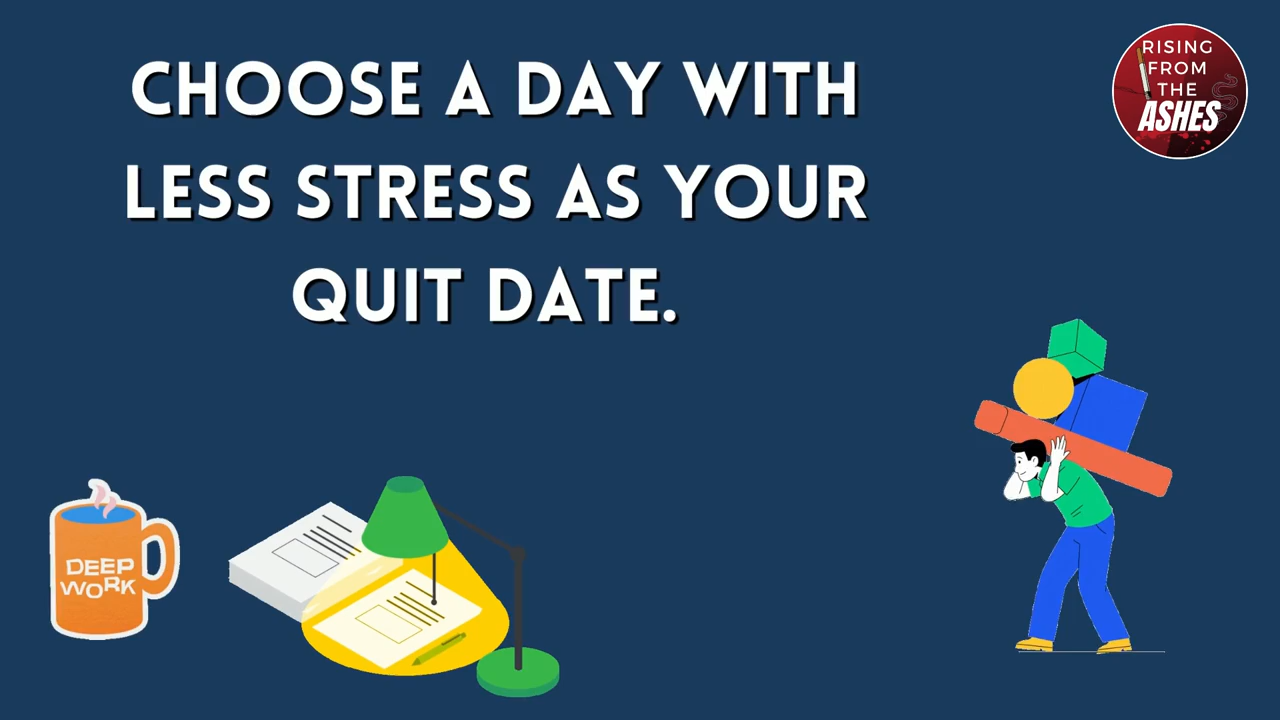 CHOOSE A DAY WITH
LESS STRESS AS YOUR
QUIT DATE.
RISING
FROM
THE
ASHES
DEEP
WORK